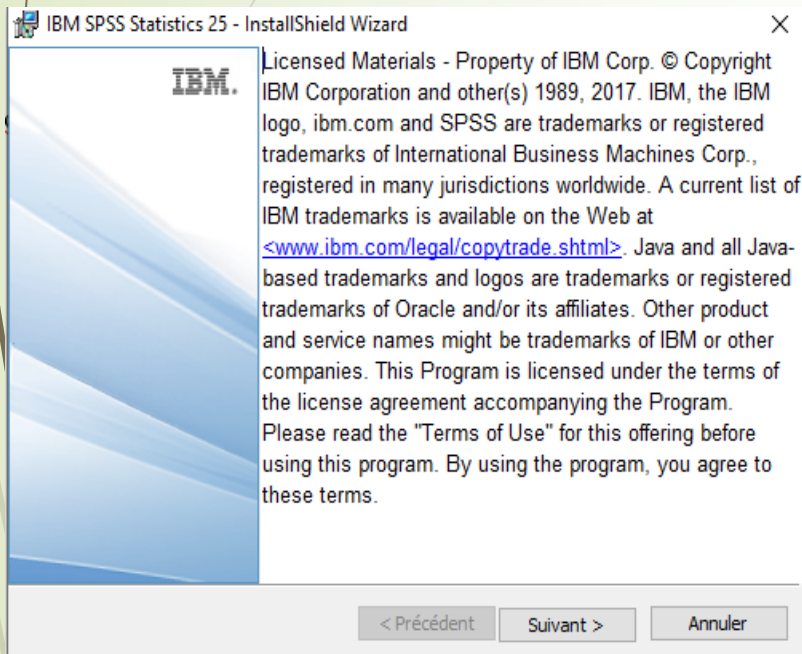 IBM SPSS Statistics 25 - InstallShield Wizard
IBM.
Licensed Materials - Property of IBM Corp. © Copyright
IBM Corporation and other(s) 1989, 2017. IBM, the IBM
logo, ibm.com and SPSS are trademarks or registered
trademarks of International Business Machines Corp.,
registered in many jurisdictions worldwide. A current list of
IBM trademarks is available on the Web at
<www.ibm.com/legal/copytrade.shtml>. Java and all Java-
based trademarks and logos are trademarks or registered
trademarks of Oracle and/or its affiliates. Other product
and service names might be trademarks of IBM or other
companies. This Program is licensed under the terms of
the license agreement accompanying the Program.
Please read the "Terms of Use" for this offering before
using this program. By using the program, you agree to
these terms.
< Précédent Suivant > Annuler